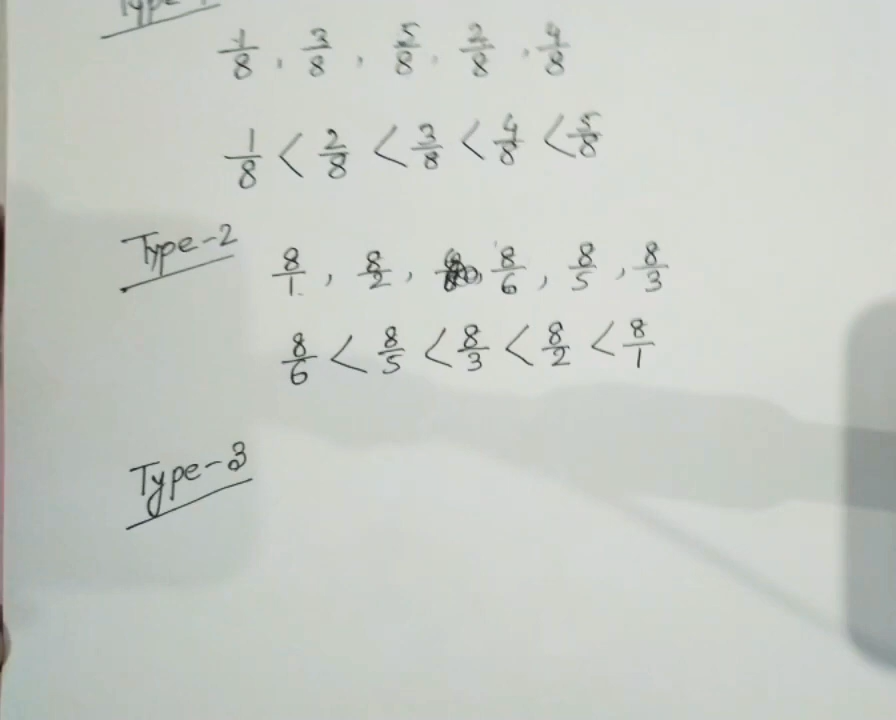 Type-1
1/8, 3/8, 5/8, 2/8, 4/8
1/8 < 2/8 < 3/8 < 4/8 < 5/8
Type-2 8/1, 8/2, 8/6, 8/5, 8/3
8/6 < 8/5 < 8/3 < 8/2 < 8/1
Type-3